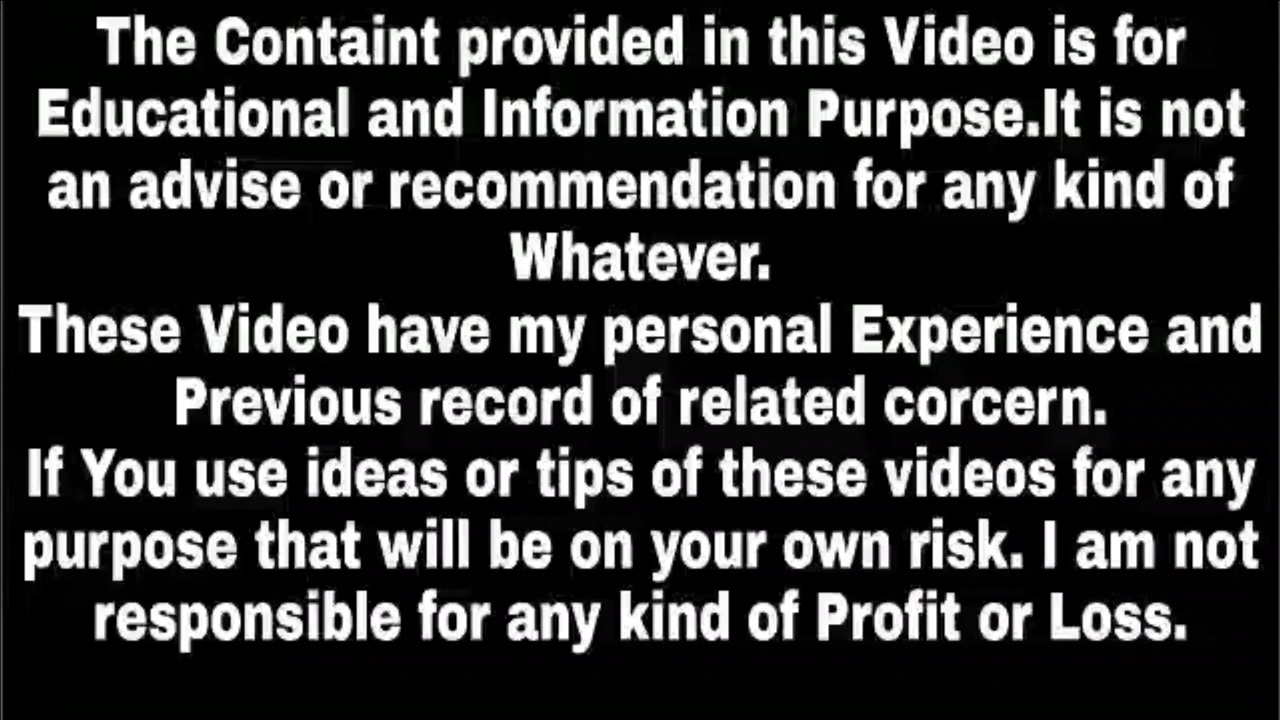 The Containt provided in this Video is for
Educational and Information Purpose.It is not
an advise or recommendation for any kind of
Whatever.
These Video have my personal Experience and
Previous record of related corcern.
If You use ideas or tips of these videos for any
purpose that will be on your own risk. I am not
responsible for any kind of Profit or Loss.